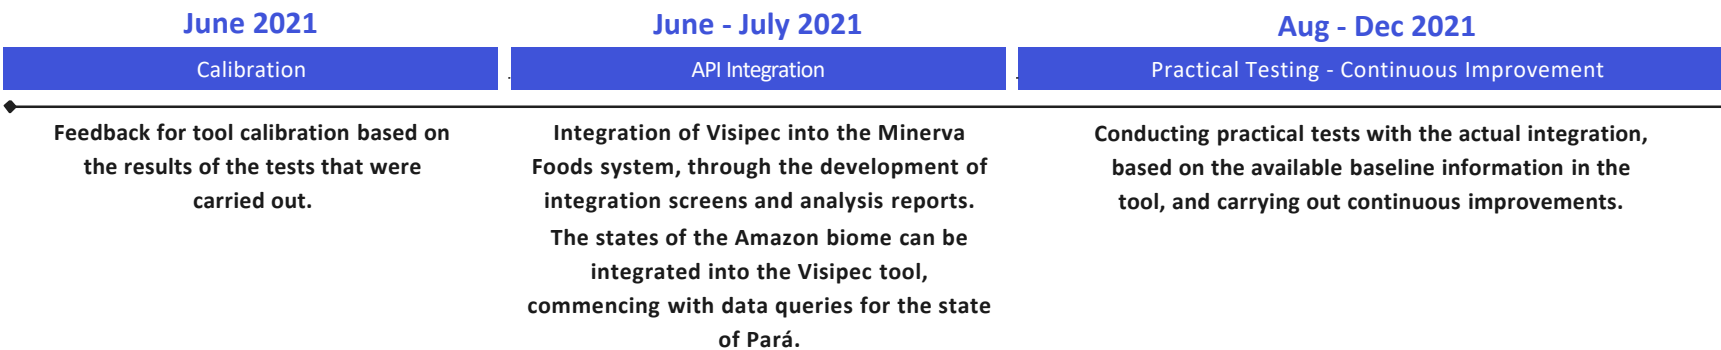 June 2021
Calibration
Feedback for tool calibration based on
the results of the tests that were
carried out.
June - July 2021
API Integration
Integration of Visipec into the Minerva
Foods system, through the development of
integration screens and analysis reports.
The states of the Amazon biome can be
integrated into the Visipec tool,
commencing with data queries for the state
of Pará.
Aug - Dec 2021
Practical Testing - Continuous Improvement
Conducting practical tests with the actual integration,
based on the available baseline information in the
tool, and carrying out continuous improvements.